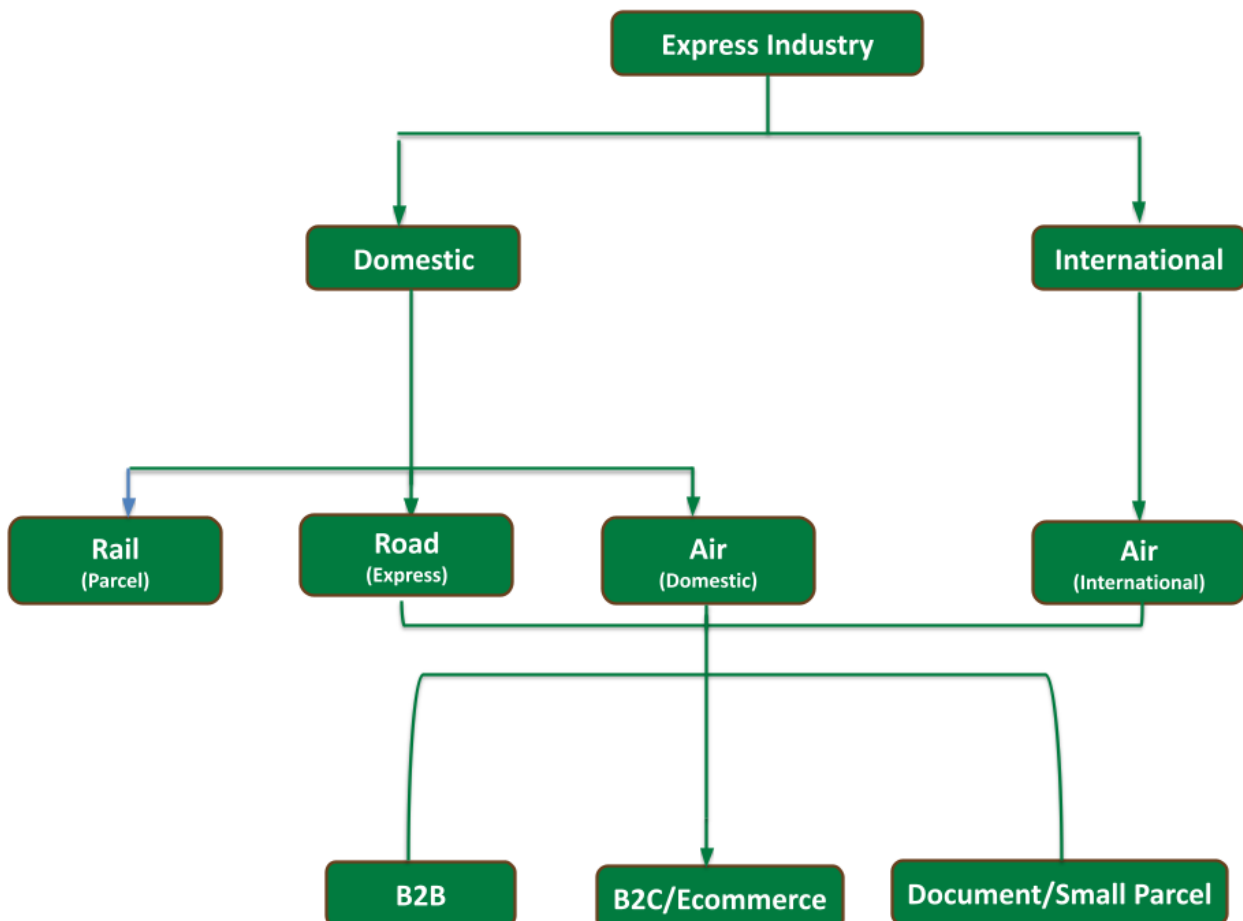 Express Industry
Domestic
International
Rail
(Parcel)
Road
(Express)
Air
(Domestic)
Air
(International)
B2B
B2C/Ecommerce
Document/Small Parcel